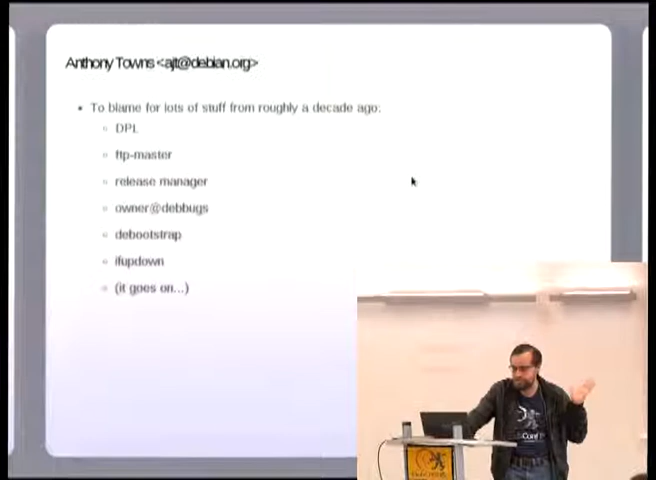 Anthony Towns <ajt@debian.org>
• To blame for lots of stuff from roughly a decade ago:
◦ DPL
◦ ftp-master
◦ release manager
◦ owner@debbugs
◦ debootstrap
◦ ifupdown
◦ (it goes on...)